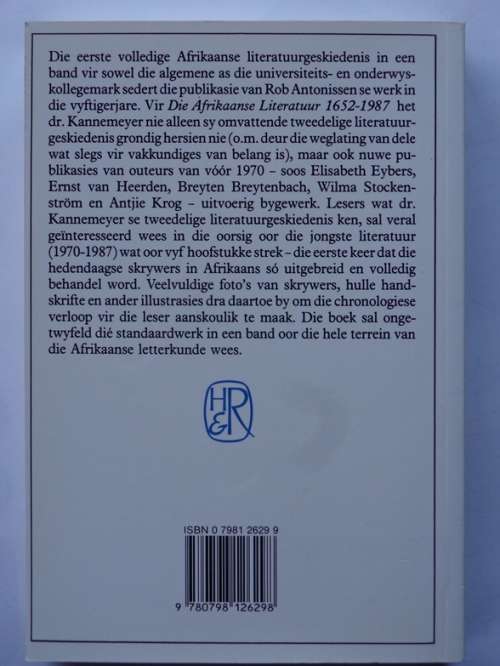 Die eerste volledige Afrikaanse literatuurgeskiedenis in een
band vir sowel die algemene as die universiteits- en onderwys-
kollegemark sedert die publikasie van Rob Antonissen se werk in
die vyftigerjare. Vir Die Afrikaanse Literatuur 1652-1987 het
dr. Kannemeyer nie alleen sy omvattende tweedelige literatuur-
geskiedenis grondig hersien nie (o.m. deur die weglating van dele
wat slegs vir vakkundiges van belang is), maar ook nuwe pu-
blikasies van outeurs van vóór 1970 – soos Elisabeth Eybers,
Ernst van Heerden, Breyten Breytenbach, Wilma Stocken-
ström en Antjie Krog – uitvoerig bygewerk. Lesers wat dr.
Kannemeyer se tweedelige literatuurgeskiedenis ken, sal veral
geïnteresseerd wees in die oorsig oor die jongste literatuur
(1970-1987) wat oor vyf hoofstukke strek – die eerste keer dat die
hedendaagse skrywers in Afrikaans só uitgebreid en volledig
behandel word. Veelvuldige foto's van skrywers, hulle hand-
skrifte en ander illustrasies dra daartoe by om die chronologiese
verloop vir die leser aanskoulik te maak. Die boek sal onge-
twyfeld dié standaardwerk in een band oor die hele terrein van
die Afrikaanse letterkunde wees.
H
&R
ISBN 0 7981 2629 9
9 780798 126298